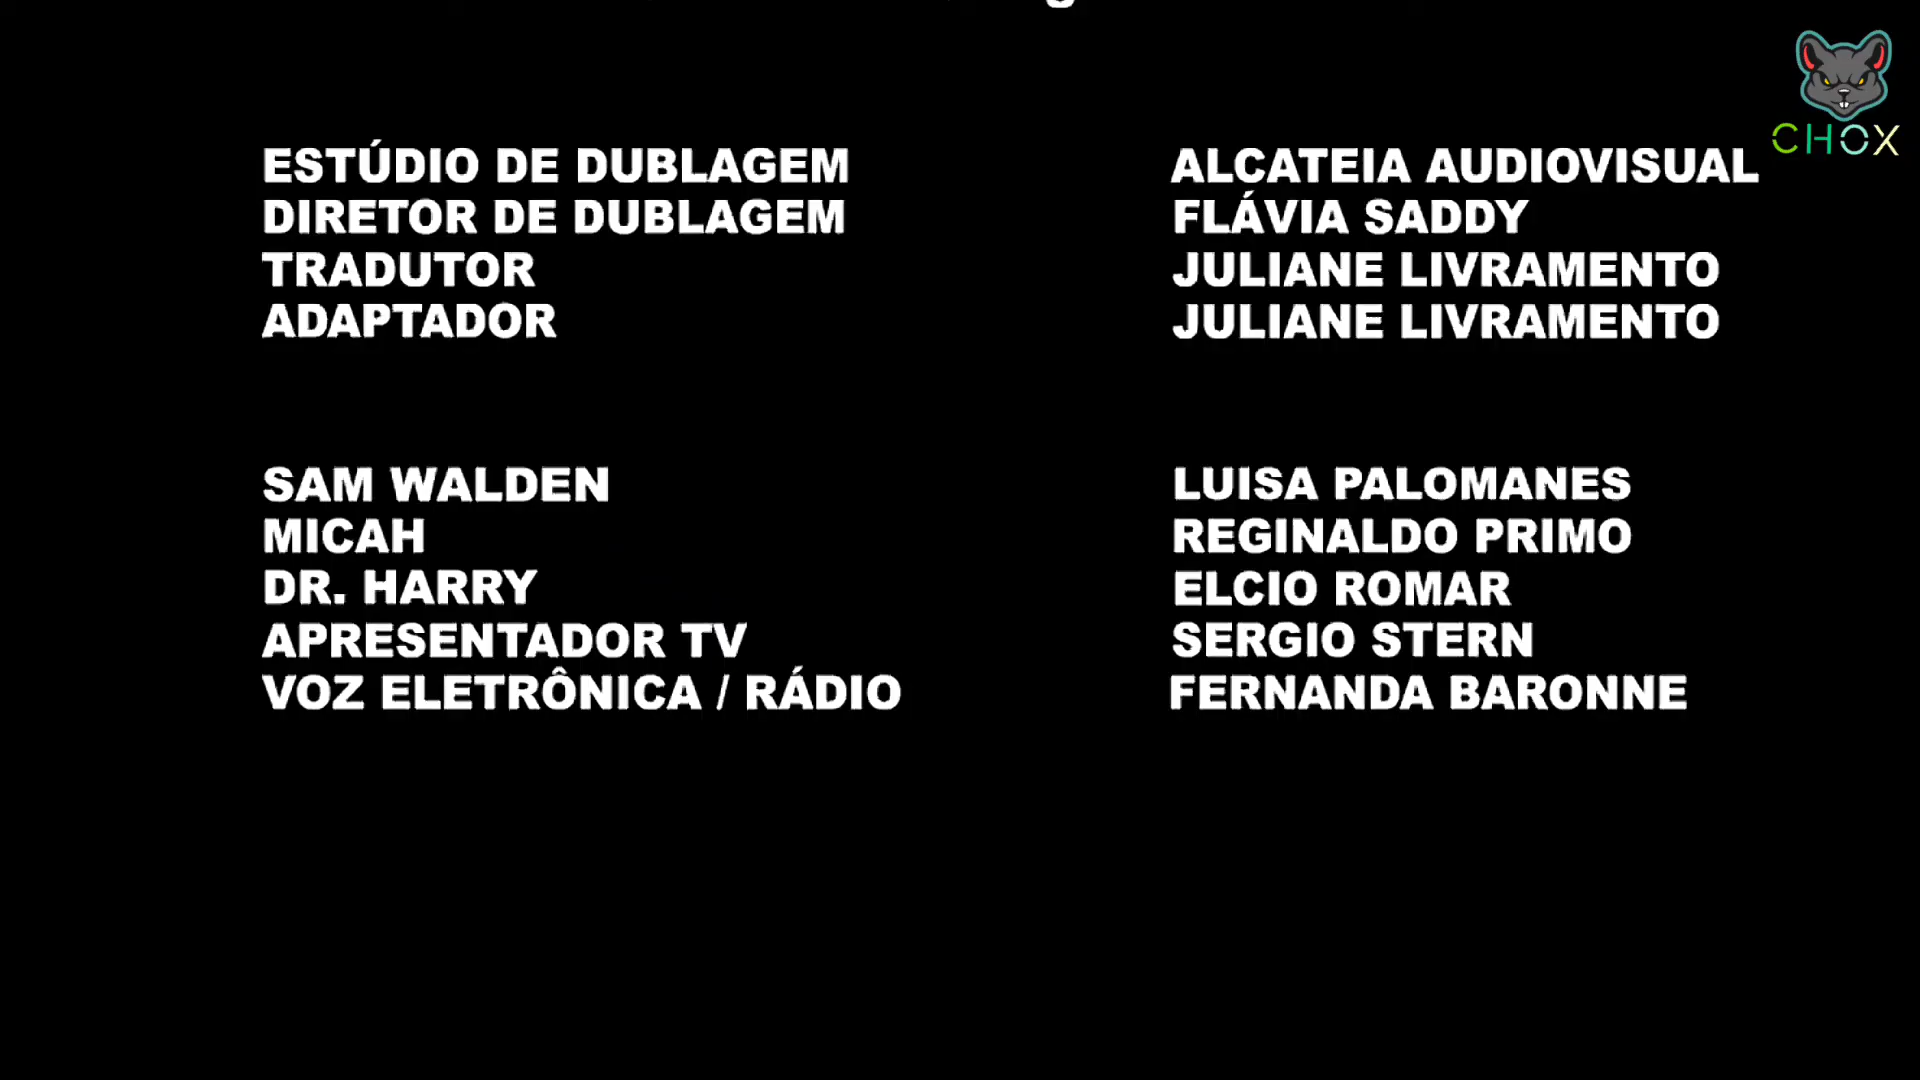 CHOX
ESTÚDIO DE DUBLAGEM ALCATEIA AUDIOVISUAL
DIRETOR DE DUBLAGEM FLÁVIA SADDY
TRADUTOR JULIANE LIVRAMENTO
ADAPTADOR JULIANE LIVRAMENTO
SAM WALDEN LUISA PALOMANES
MICAH REGINALDO PRIMO
DR. HARRY ELCIO ROMAR
APRESENTADOR TV SERGIO STERN
VOZ ELETRÔNICA / RÁDIO FERNANDA BARONNE